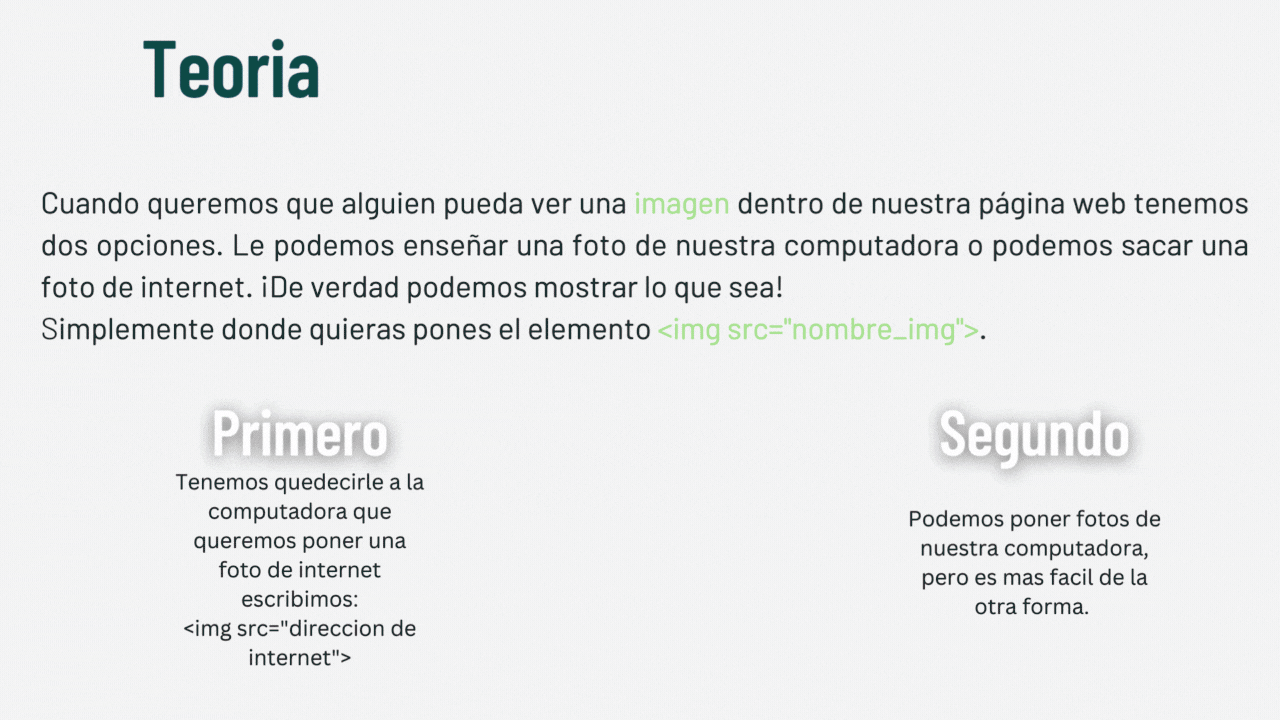 Teoria
Cuando queremos que alguien pueda ver una imagen dentro de nuestra página web tenemos
dos opciones. Le podemos enseñar una foto de nuestra computadora o podemos sacar una
foto de internet. ¡De verdad podemos mostrar lo que sea!
Simplemente donde quieras pones el elemento <img src="nombre_img">.
Primero
Tenemos quedecirle a la
computadora que
queremos poner una
foto de internet
escribimos:
<img src="direccion de
internet">
Segundo
Podemos poner fotos de
nuestra computadora,
pero es mas facil de la
otra forma.